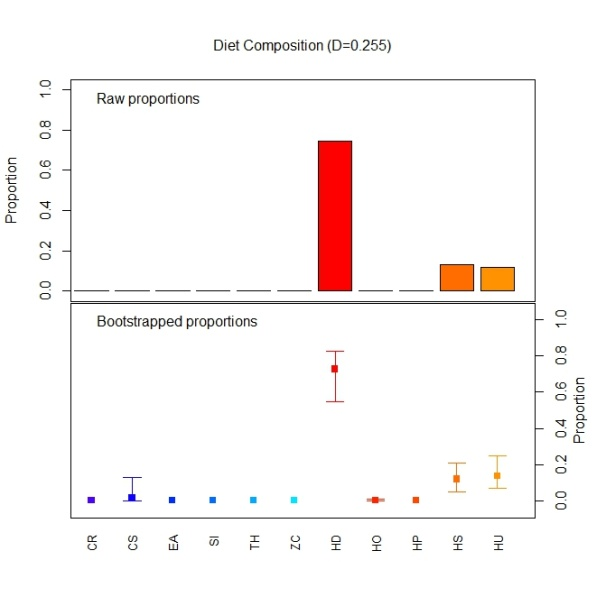 Diet Composition (D=0.255)
Raw proportions
Proportion
1.0
0.8
0.6
0.4
0.2
0.0
Bootstrapped proportions
1.0
0.8
0.6
0.4
0.2
0.0
Proportion
CR CS EA SI TH ZC HD HO HP HS HU